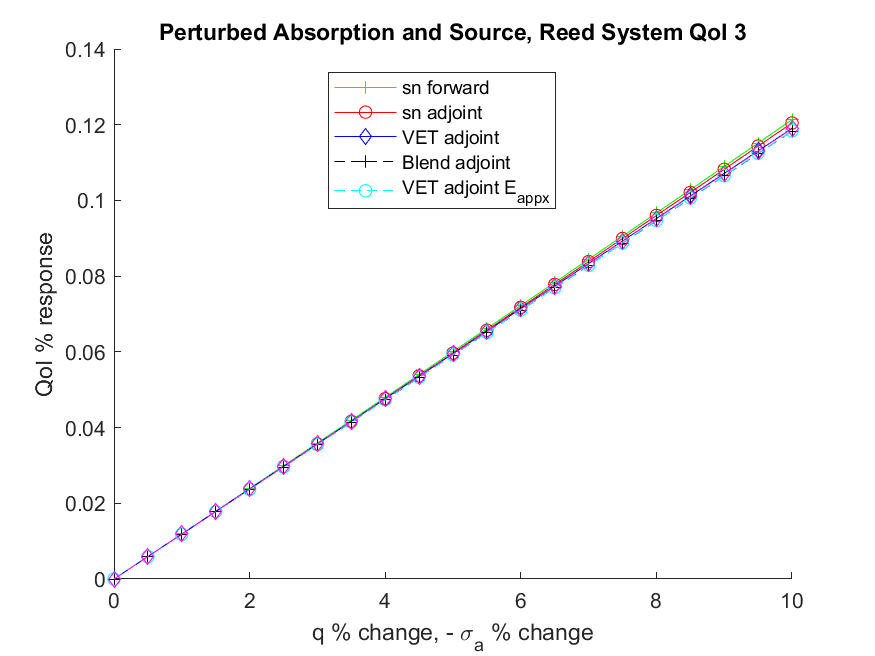 Perturbed Absorption and Source, Reed System QoI 3
0.14
0.12
0.1
0.08
0.06
0.04
0.02
0
QoI % response
sn forward
sn adjoint
VET adjoint
Blend adjoint
VET adjoint E_appx
0
2
4
6
8
10
q % change, - σ_a % change